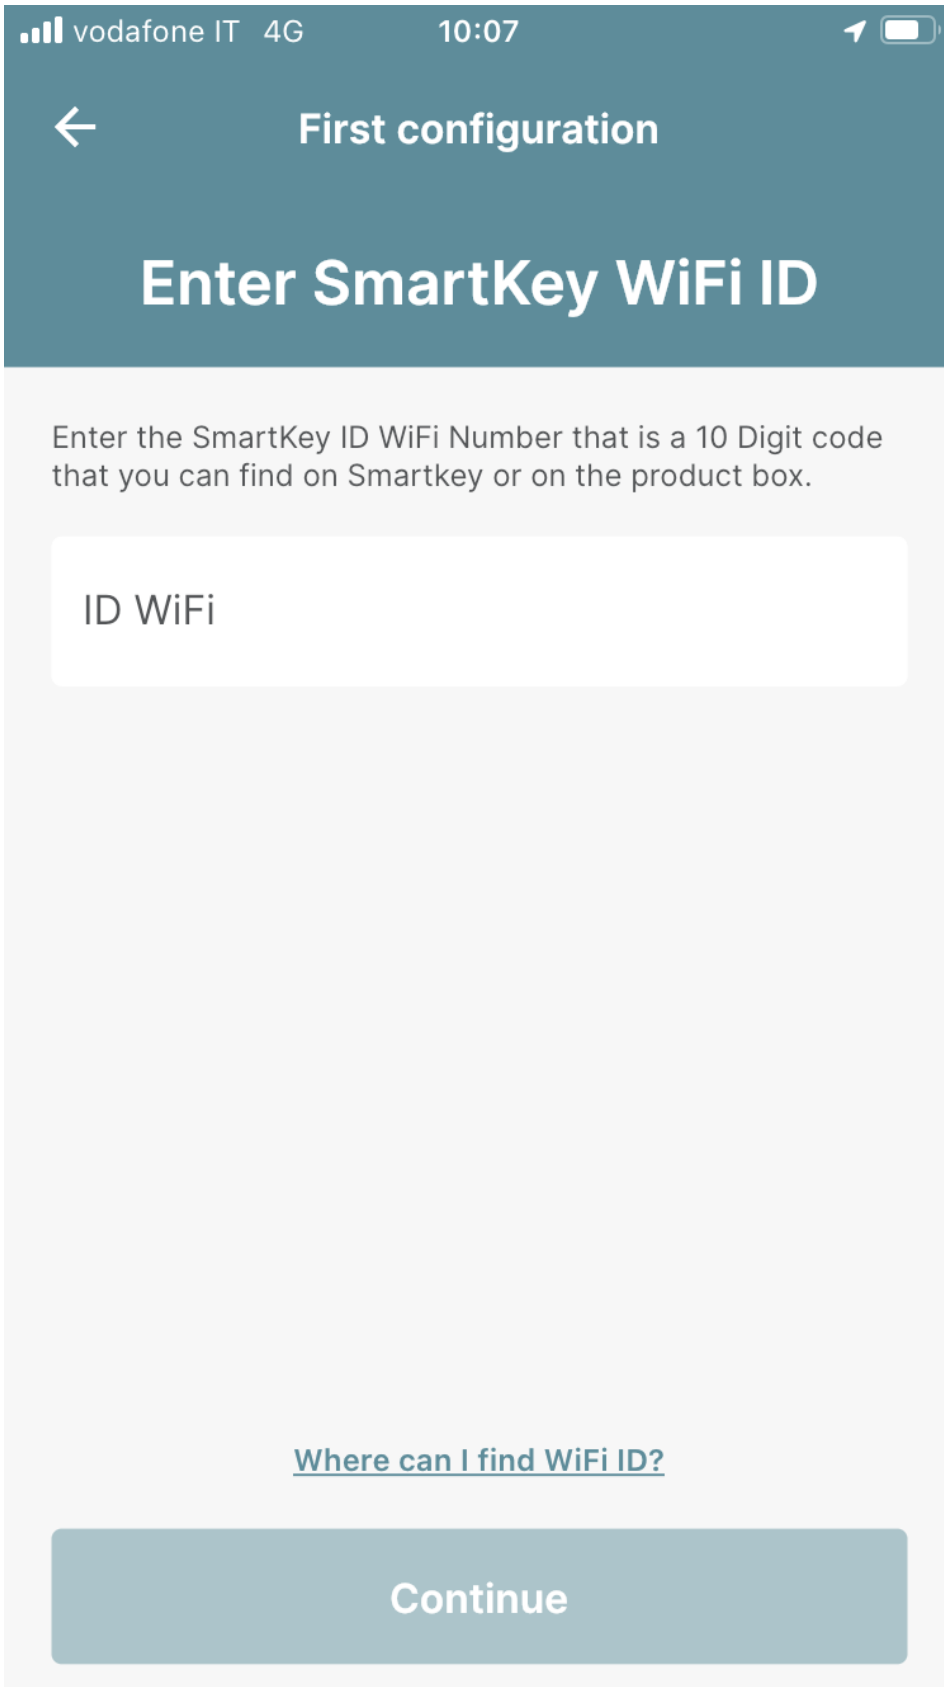 vodafone IT 4G 10:07
First configuration
Enter SmartKey WiFi ID
Enter the SmartKey ID WiFi Number that is a 10 Digit code
that you can find on Smartkey or on the product box.
ID WiFi
Where can I find WiFi ID?
Continue